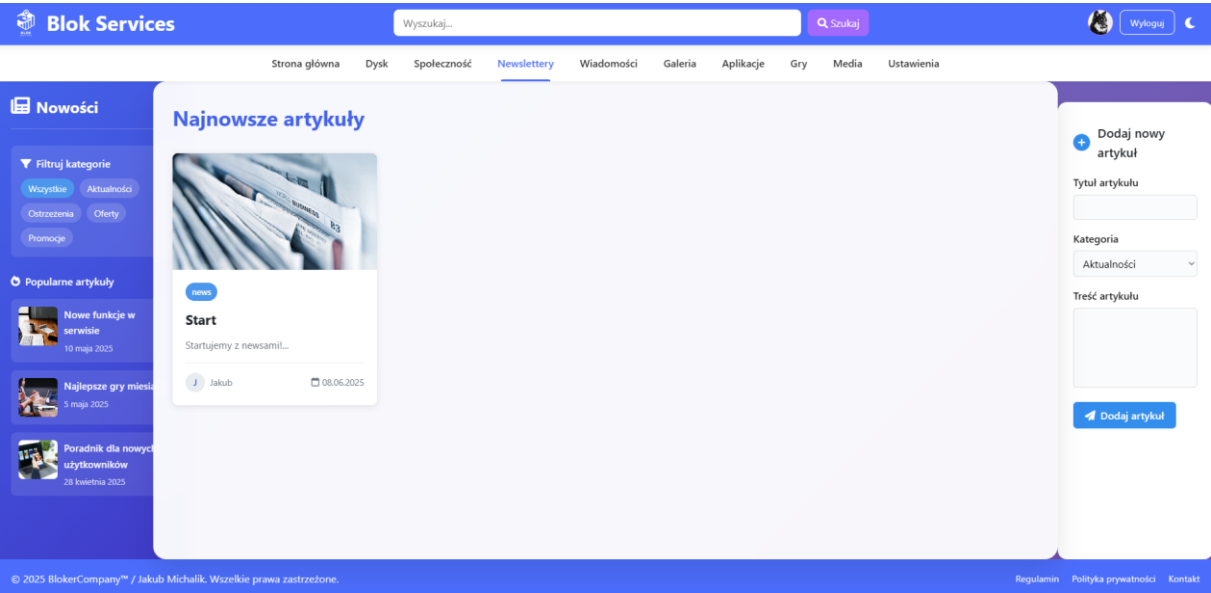 Blok Services
Wyszukaj...
Szukaj
Wyloguj
Strona główna Dysk Społeczność Newslettery Wiadomości Galeria Aplikacje Gry Media Ustawienia
Nowości
Filtruj kategorie
Wszystkie Aktualności
Ostrzeżenia Oferty
Promocje
Popularne artykuły
Nowe funkcje w
serwisie
10 maja 2025
Najlepsze gry miesią
5 maja 2025
Poradnik dla nowych
użytkowników
28 kwietnia 2025
Najnowsze artykuły
BUSINESS
B3
news
Start
Startujemy z newsami!...
J Jakub 08.06.2025
Dodaj nowy
artykuł
Tytuł artykułu
Kategoria
Aktualności
Treść artykułu
Dodaj artykuł
© 2025 BlokerCompany™ / Jakub Michalik. Wszelkie prawa zastrzeżone.
Regulamin Polityka prywatności Kontakt